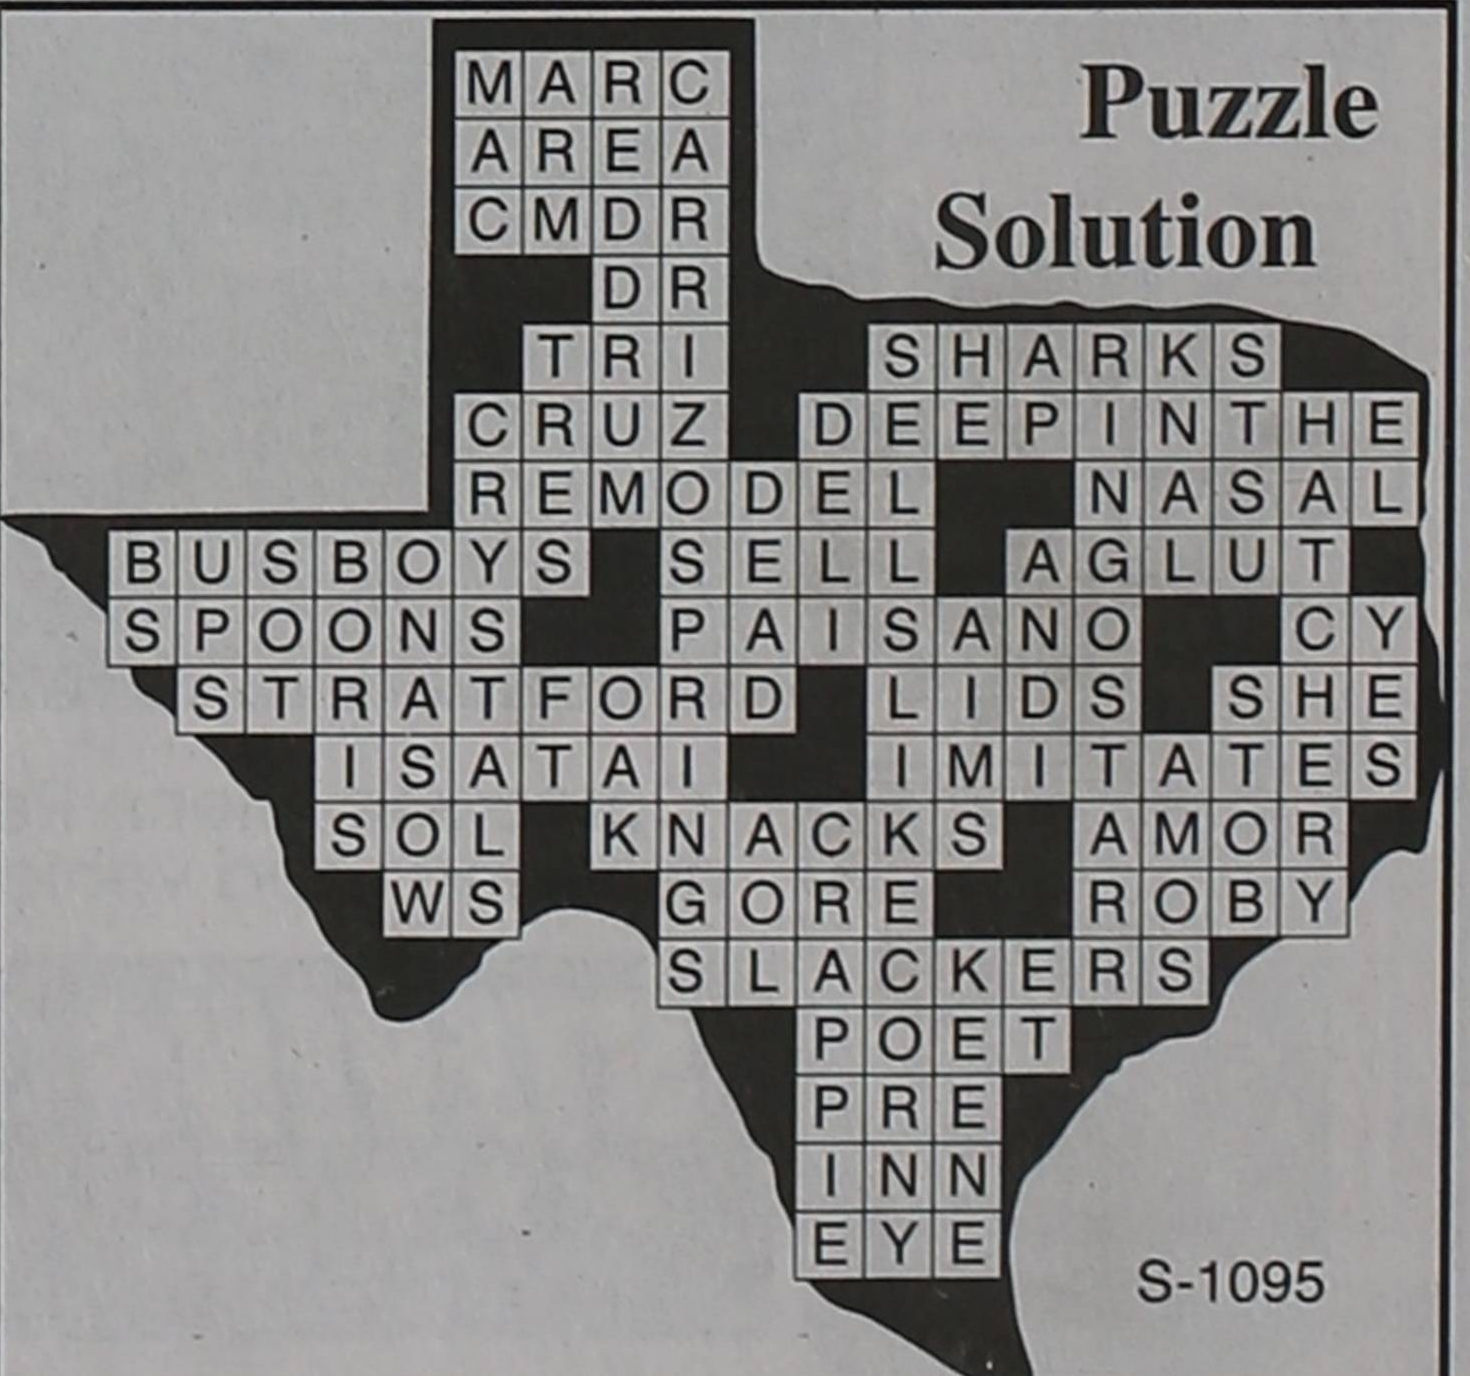 Puzzle
Solution
MARC
AREA
CMDR
DR
TRI SHARKS
CRUZ DEEPINTHE
REMODEL NASAL
BUSBOYS SELL AGLUT
SPOONS PAISANO CY
STRATFORD LIDS SHE
ISATAI IMITATES
SOL KNACKS AMOR
WS GORE ROBY
SLACKERS
POET
PRE
INN
EYE
S-1095